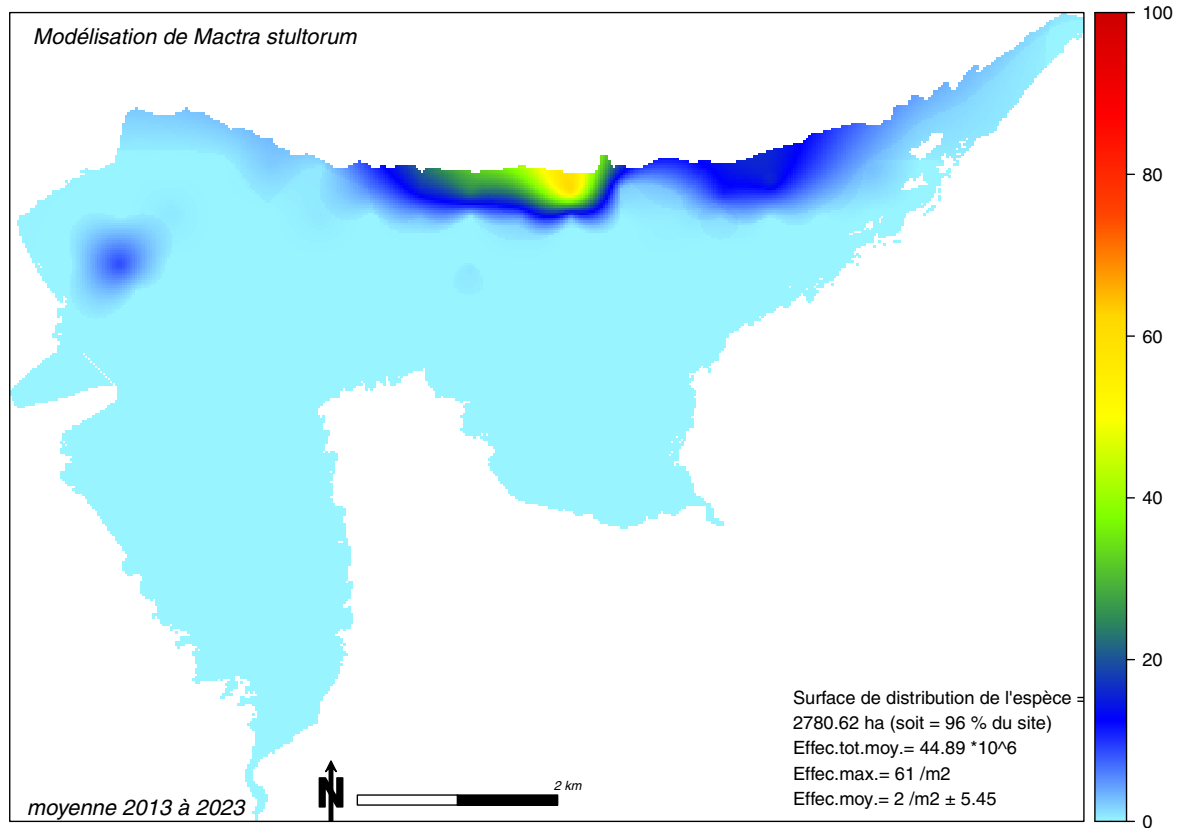 Modélisation de Mactra stultorum
100
80
60
40
20
0
Surface de distribution de l'espèce =
2780.62 ha (soit = 96 % du site)
Effec.tot.moy.= 44.89 *10^6
Effec.max.= 61 /m2
Effec.moy.= 2 /m2 ± 5.45
2 km
N
moyenne 2013 à 2023